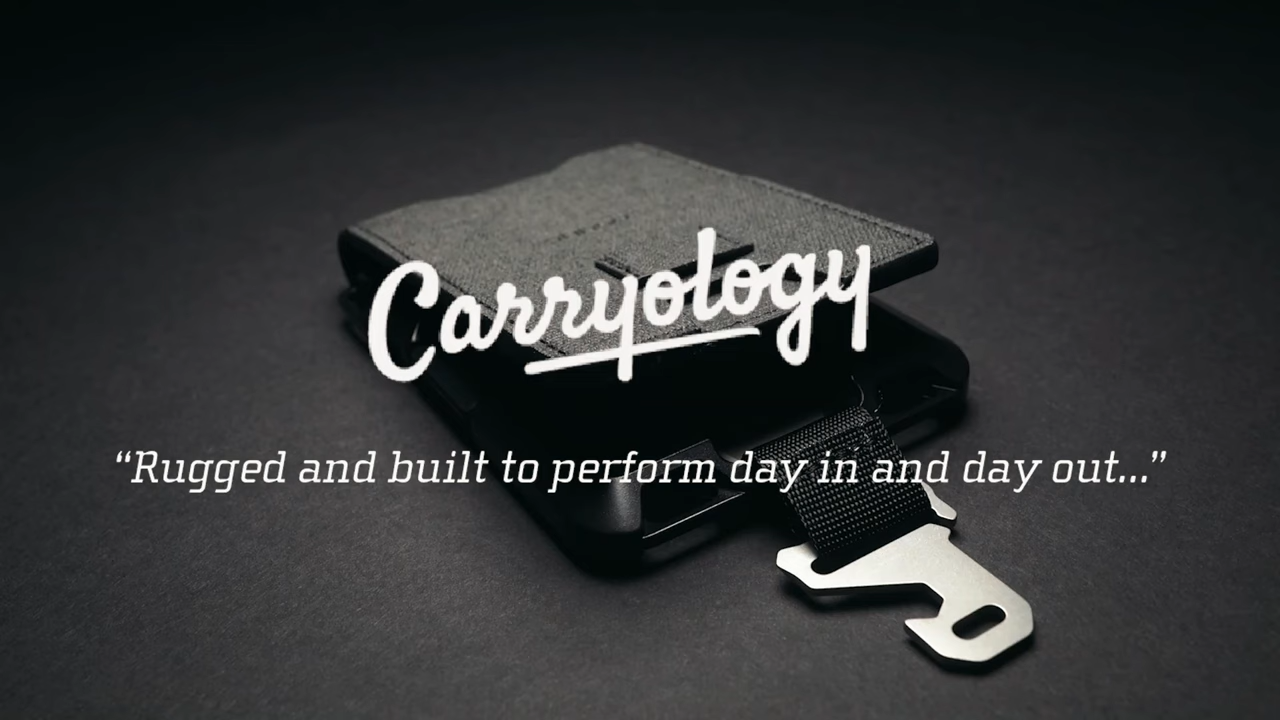 Carryology
“Rugged and built to perform day in and day out...”